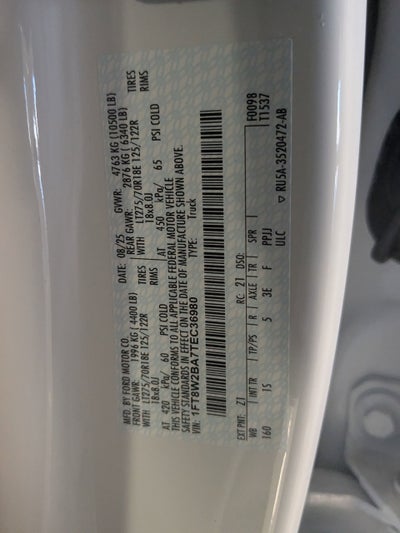 MFD. BY FORD MOTOR CO.
DATE: 08/25 GVWR: 4763 KG (10500 LB)
FRONT GAWR: 1996 KG (4400 LB) REAR GAWR: 2876 KG (6340 LB)
WITH LT275/70R18E 125/122R TIRES WITH LT275/70R18E 125/122R TIRES
18x8.0J RIMS 18x8.0J RIMS
AT 420 kPa/ 60 PSI COLD AT 450 kPa/ 65 PSI COLD
THIS VEHICLE CONFORMS TO ALL APPLICABLE FEDERAL MOTOR VEHICLE
SAFETY STANDARDS IN EFFECT ON THE DATE OF MANUFACTURE SHOWN ABOVE.
VIN: 1FT8W2BA7TEC36980 TYPE: Truck
F0098
T1537
EXT PNT: Z1 RC: 21 DSO:
WB INT TR TP/PS R AXLE TR SPR
160 1S 5 3E F PPJJ
ULC
▽ RU5A-3520472-AB